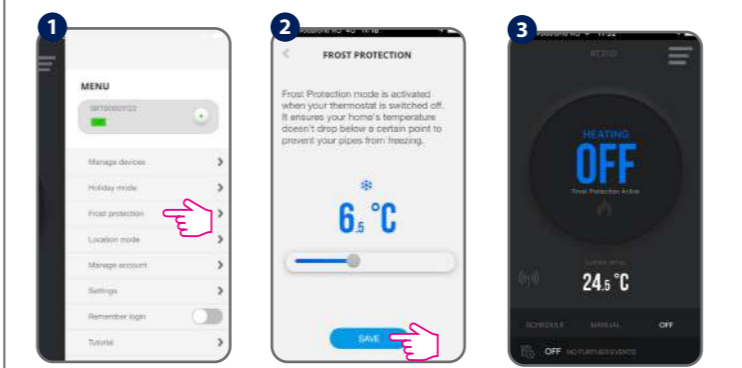 1
MENU
Manage devices
Holiday mode
Frost protection
Location mode
Manage account
Settings
Remember login
Tutorial
2
FROST PROTECTION
Frost Protection mode is activated
when your thermostat is switched off.
It ensures your home's temperature
doesn't drop below a certain point to
prevent your pipes from freezing.
6.5 °C
SAVE
3
HEATING
OFF
Frost Protection Active
24.5 °C
SCHEDULE MANUAL OFF
OFF NO FURTHER EVENTS